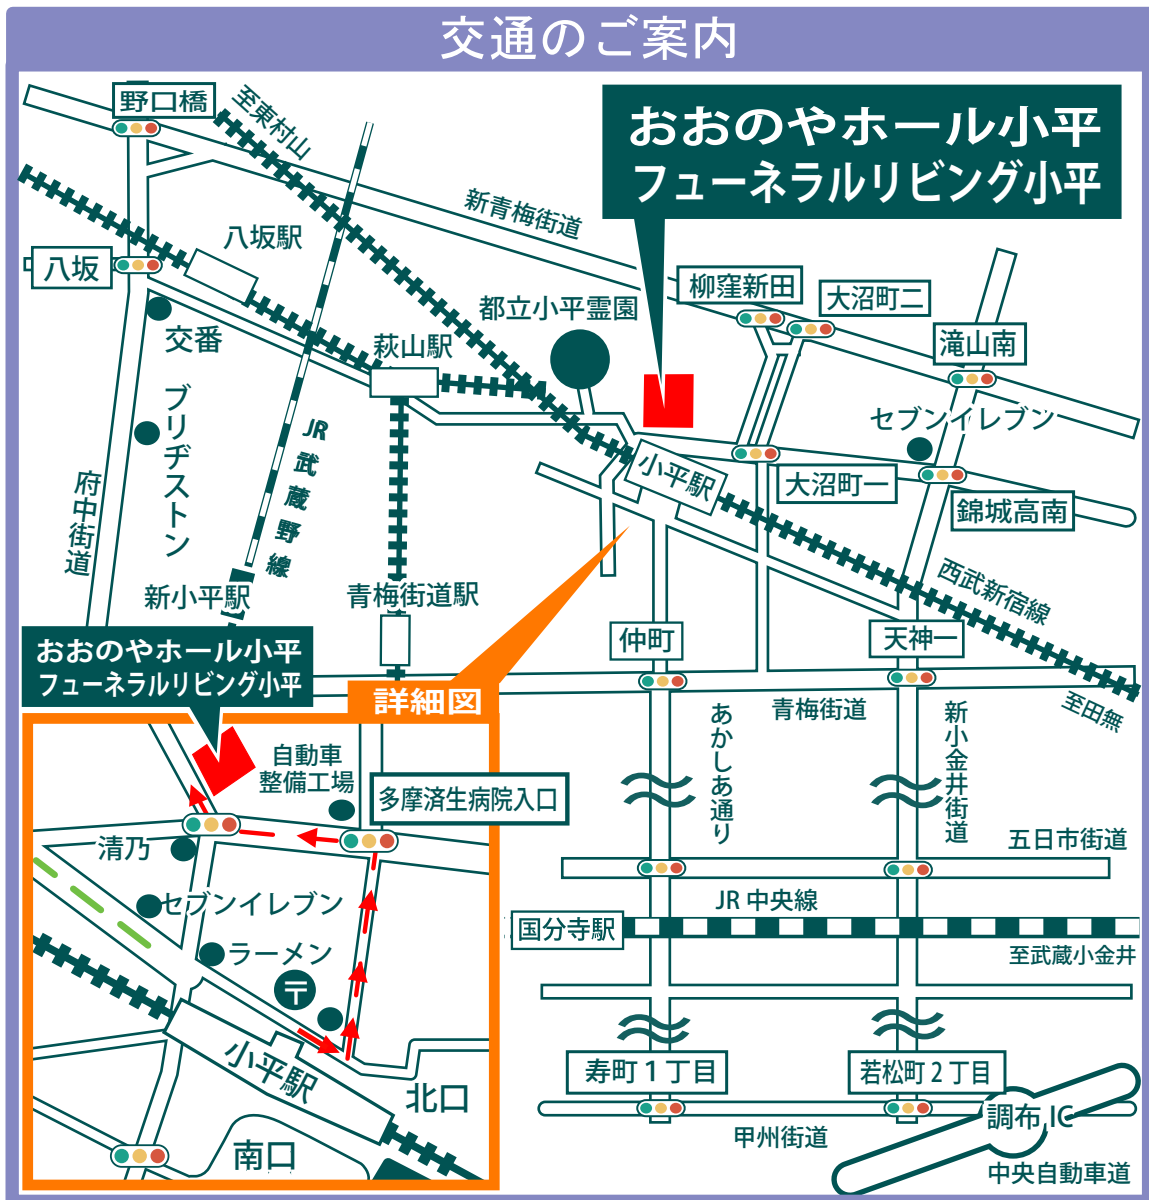 交通のご案内
野口橋
至東村山
おおのやホール小平
フューネラルリビング小平
新青梅街道
八坂駅
八坂
柳窪新田
大沼町二
都立小平霊園
滝山南
交番
萩山駅
セブンイレブン
ブリヂストン
JR武蔵野線
小平駅
大沼町一
錦城高南
府中街道
西武新宿線
新小平駅
青梅街道駅
仲町
天神一
おおのやホール小平
フューネラルリビング小平
詳細図
青梅街道
至田無
あかしあ通り
新小金井街道
自動車
整備工場
多摩済生病院入口
清乃
五日市街道
セブンイレブン
JR中央線
国分寺駅
ラーメン
至武蔵小金井
〒
小平駅
北口
寿町1丁目
若松町2丁目
調布IC
甲州街道
南口
中央自動車道